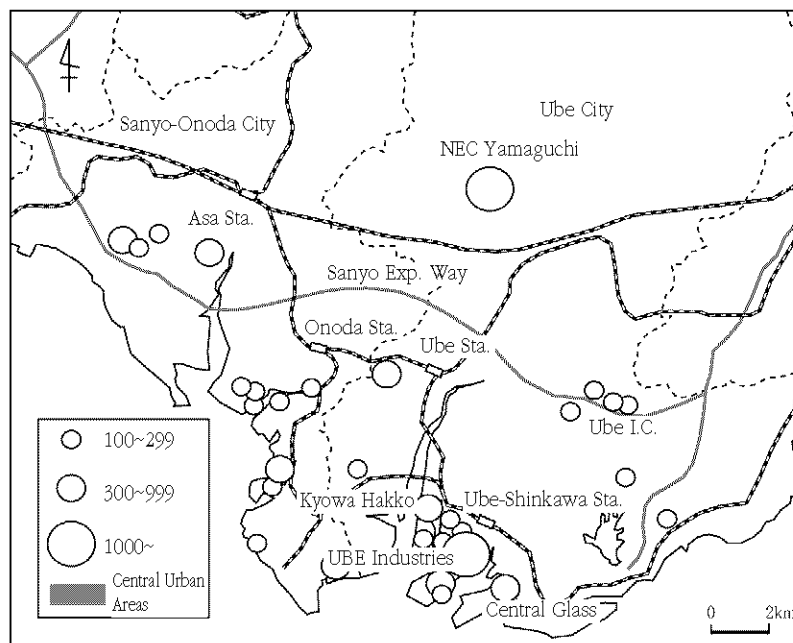 Ube City
Sanyo-Onoda City
NEC Yamaguchi
Asa Sta.
Sanyo Exp. Way
Onoda Sta.
Ube Sta.
Ube I.C.
Kyowa Hakko
Ube-Shinkawa Sta.
UBE Industries
Central Glass
100~299
300~999
1000~
Central Urban
Areas
0 2km